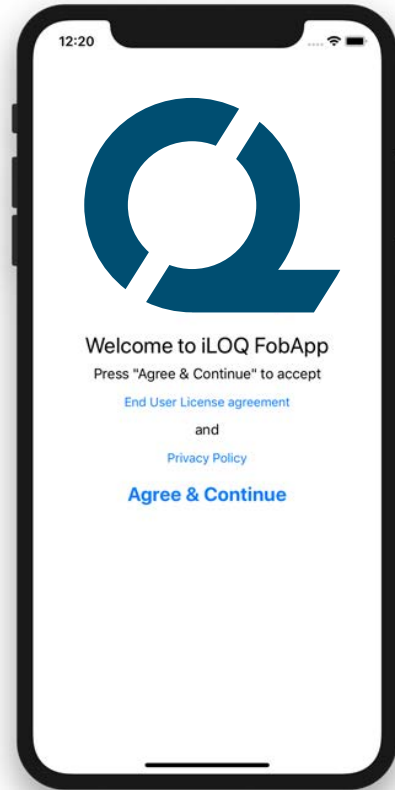 12:20
Welcome to iLOQ FobApp
Press "Agree & Continue" to accept
End User License agreement
and
Privacy Policy
Agree & Continue